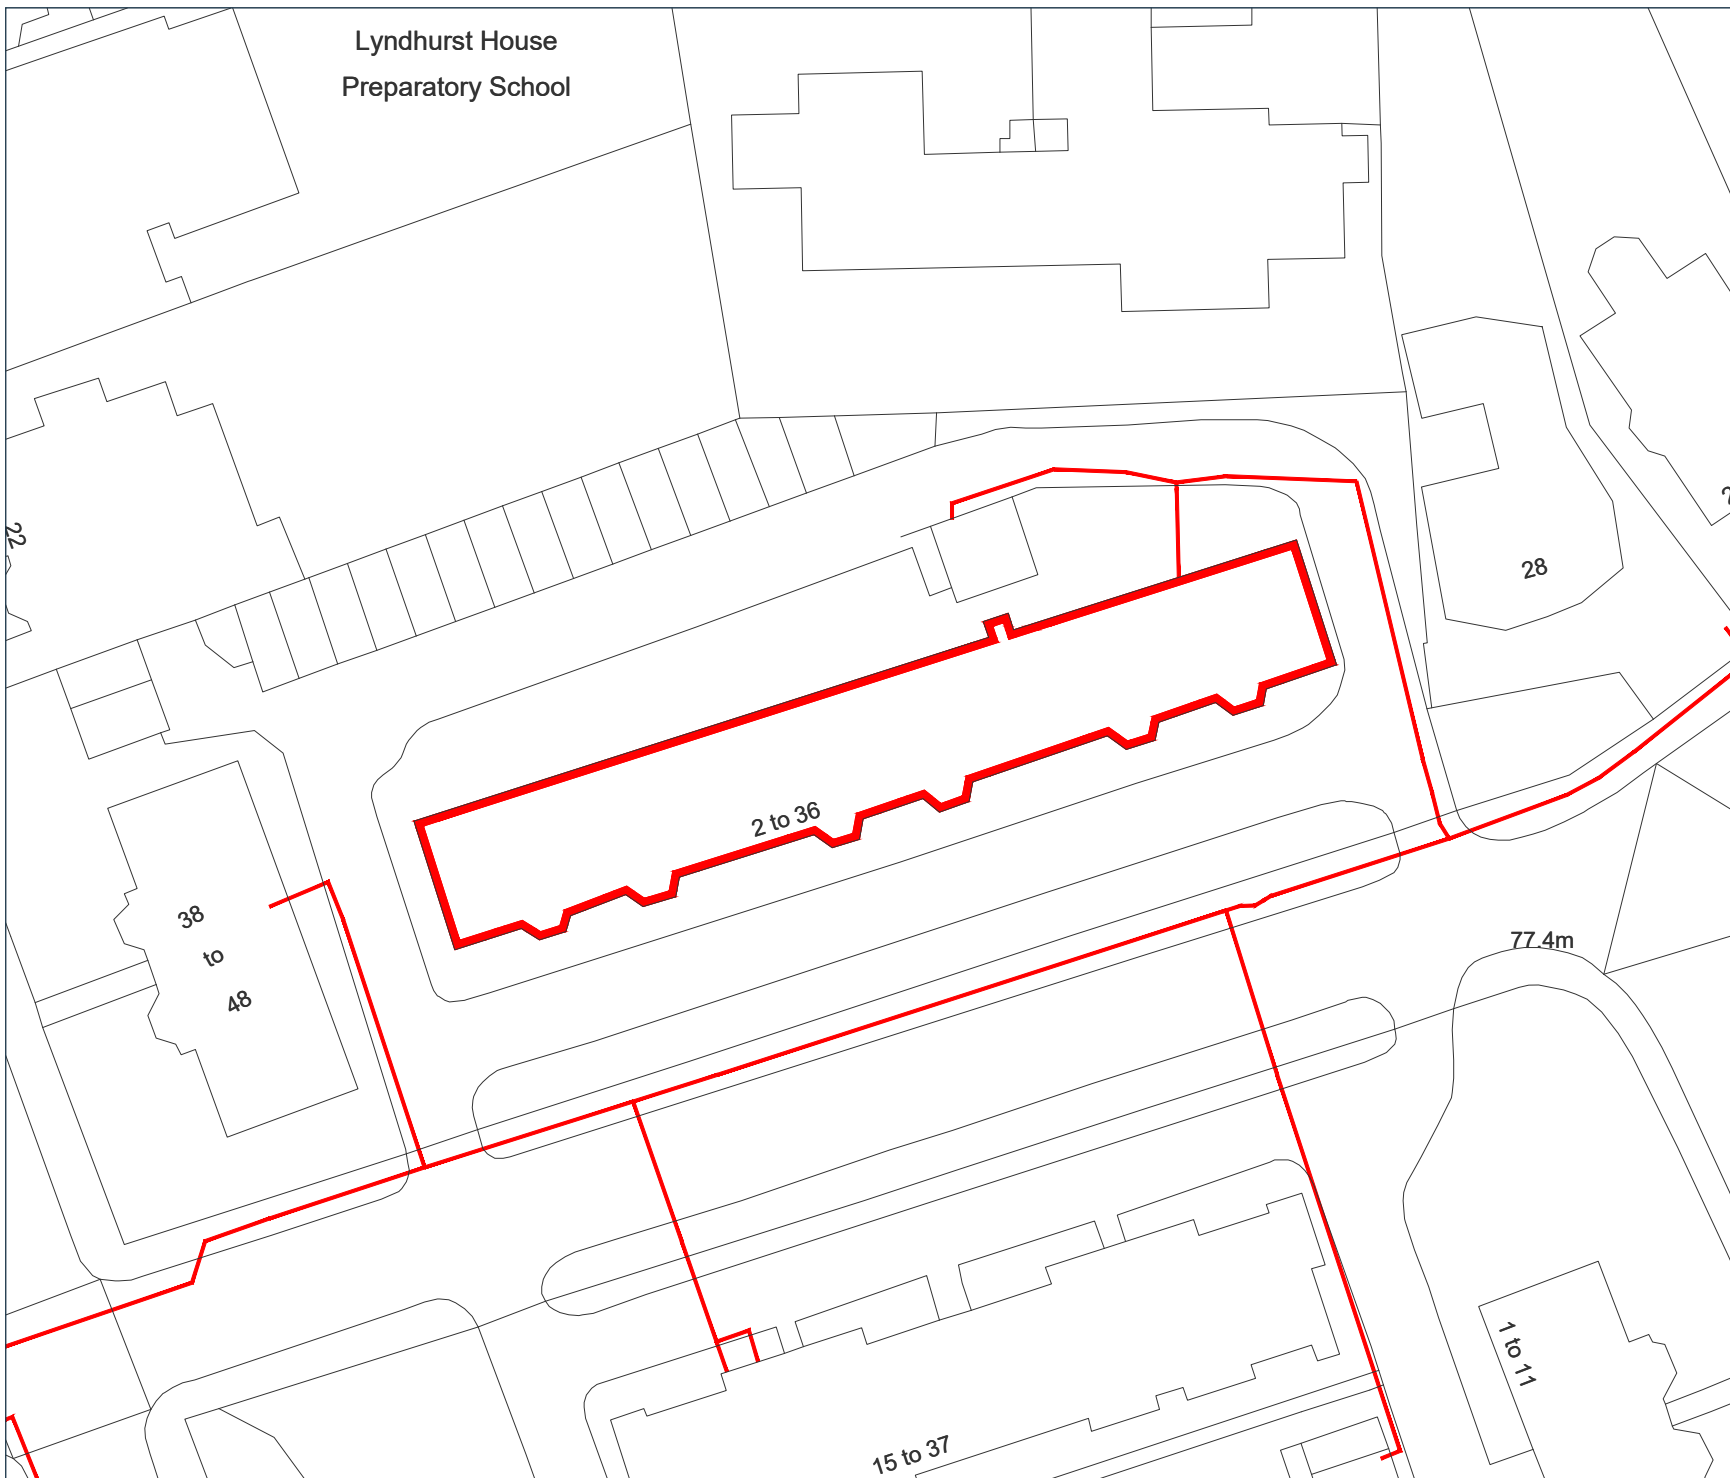 Lyndhurst House
Preparatory School
22
28
2 to 36
38
to
48
77.4m
1 to 11
15 to 37